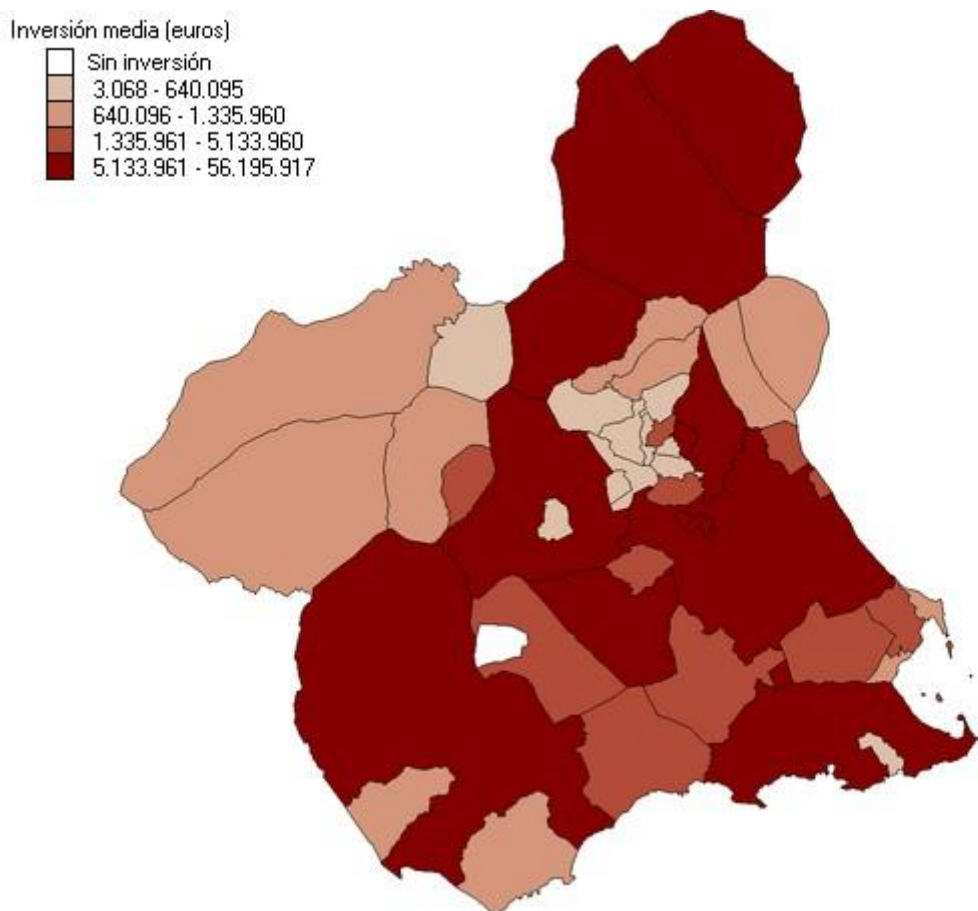 Inversión media (euros)
Sin inversión
3.068 - 640.095
640.096 - 1.335.960
1.335.961 - 5.133.960
5.133.961 - 56.195.917